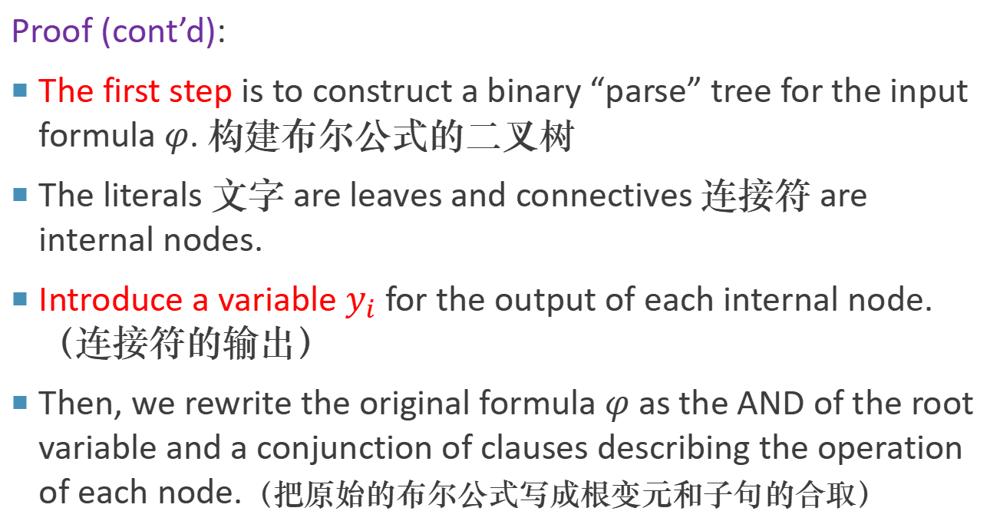 Proof (cont’d):
■ The first step is to construct a binary “parse” tree for the input
formula φ. 构建布尔公式的二叉树
■ The literals 文字 are leaves and connectives 连接符 are
internal nodes.
■ Introduce a variable yᵢ for the output of each internal node.
（连接符的输出）
■ Then, we rewrite the original formula φ as the AND of the root
variable and a conjunction of clauses describing the operation
of each node.（把原始的布尔公式写成根变元和子句的合取）